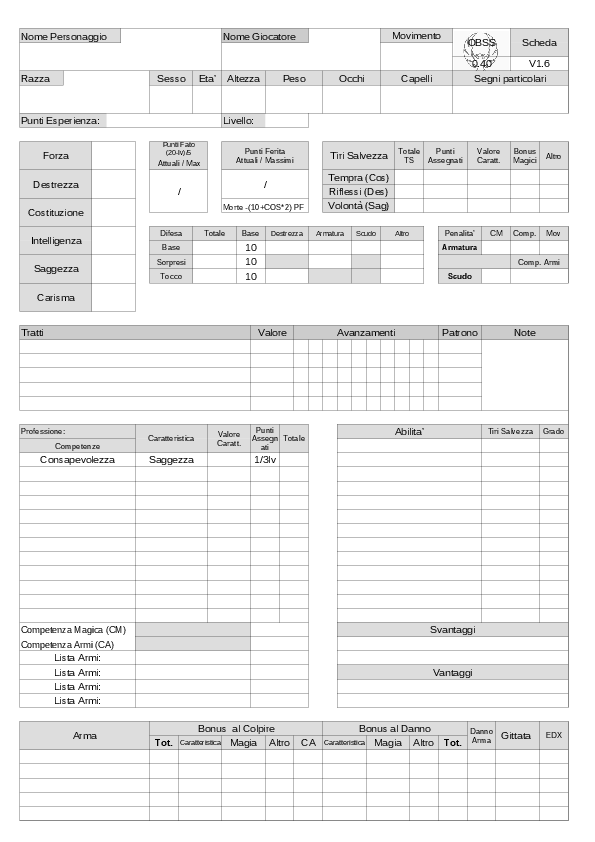 Nome Personaggio Nome Giocatore Movimento OBSS Scheda
0.40 V1.6
Razza Sesso Eta' Altezza Peso Occhi Capelli Segni particolari
Punti Esperienza: Livello:
Forza
Destrezza
Costituzione
Intelligenza
Saggezza
Carisma
Punti Fato
(20-lv)/5
Attuali / Max
/
Punti Ferita
Attuali / Massimi
/
Morte -(10+COS*2) PF
Tiri Salvezza Totale TS Punti Assegnati Valore Caratt. Bonus Magici Altro
Tempra (Cos)
Riflessi (Des)
Volontà (Sag)
Difesa Totale Base Destrezza Armatura Scudo Altro
Base 10
Sorpresi 10
Tocco 10
Penalita' CM Comp. Mov
Armatura
Comp. Armi
Scudo
Tratti Valore Avanzamenti Patrono Note
Professione:
Competenze Caratteristica Valore Caratt. Punti Assegnati Totale
Consapevolezza Saggezza 1/3lv
Competenza Magica (CM)
Competenza Armi (CA)
Lista Armi:
Lista Armi:
Lista Armi:
Lista Armi:
Abilita' Tiri Salvezza Grado
Svantaggi
Vantaggi
Arma Bonus al Colpire Bonus al Danno Danno Arma Gittata EDX
Tot. Caratteristica Magia Altro CA Caratteristica Magia Altro Tot.